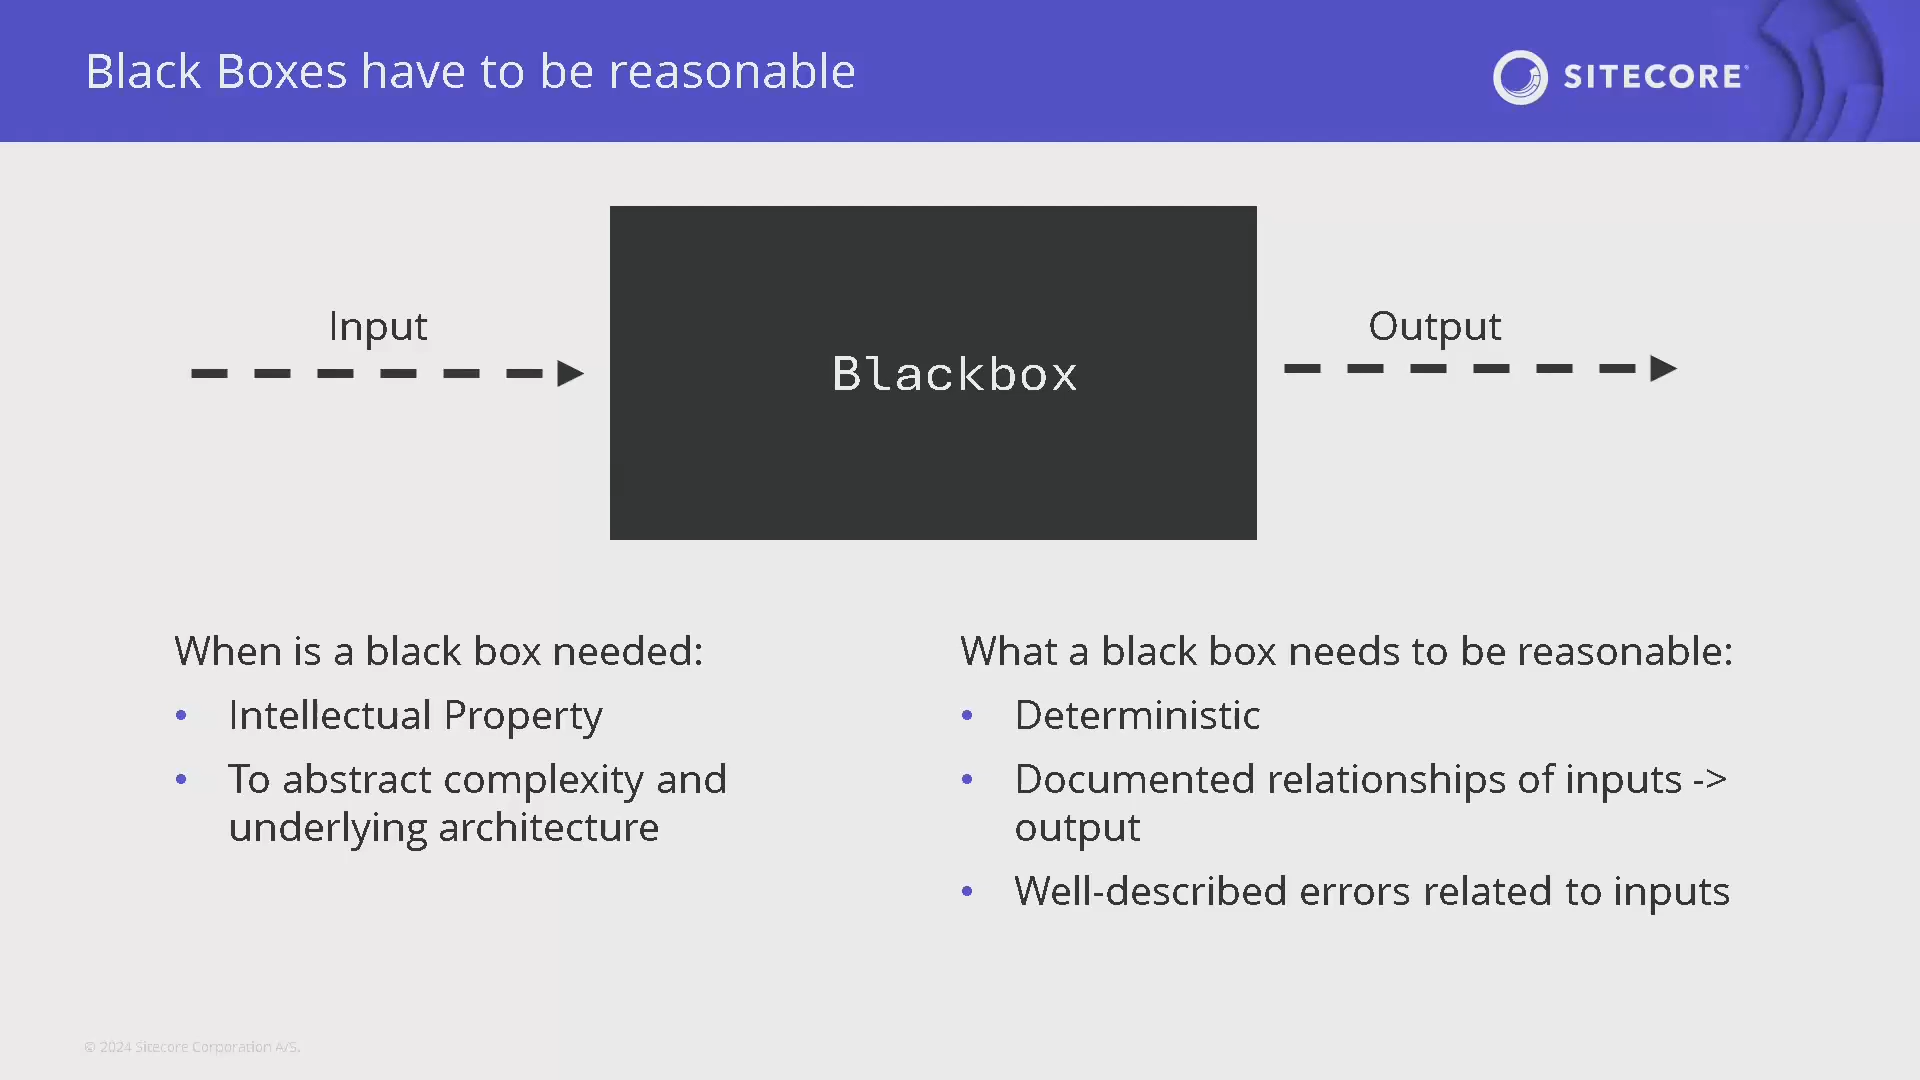 Black Boxes have to be reasonable
SITECORE
Input
Blackbox
Output
When is a black box needed:
• Intellectual Property
• To abstract complexity and
underlying architecture
What a black box needs to be reasonable:
• Deterministic
• Documented relationships of inputs ->
output
• Well-described errors related to inputs
© 2024 Sitecore Corporation A/S.